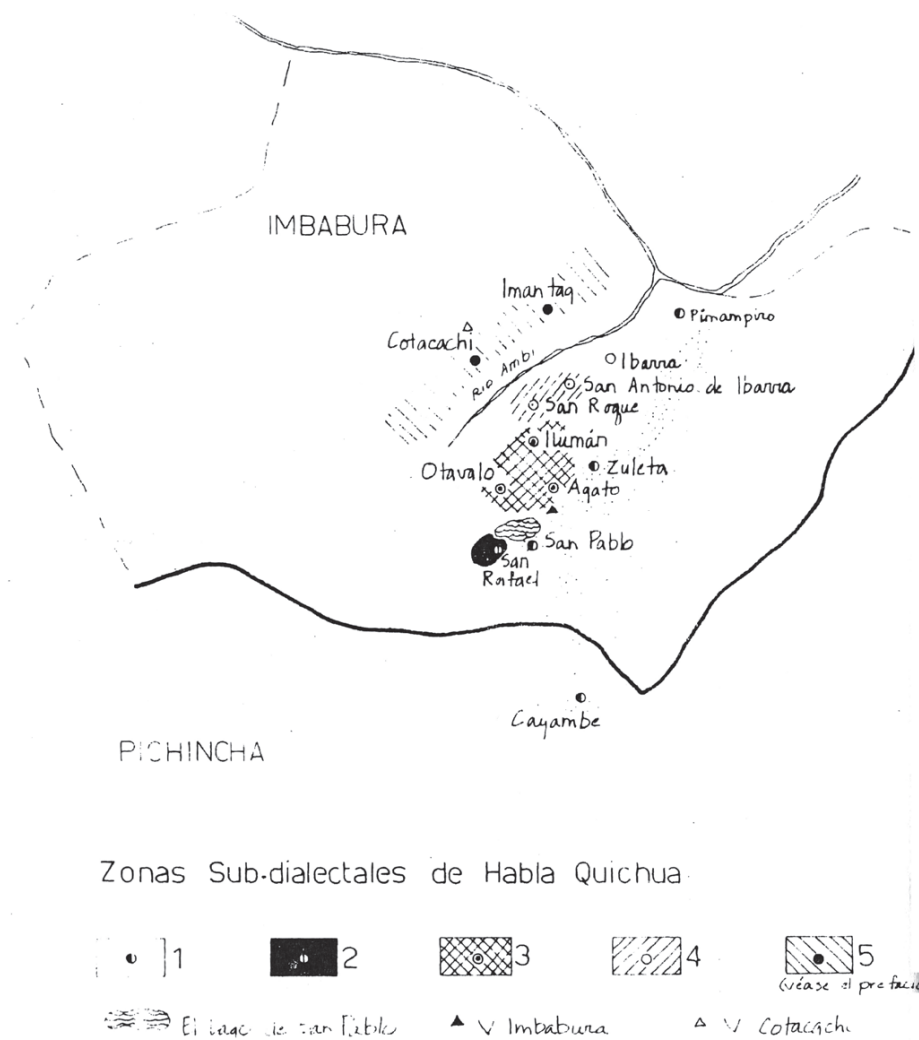 IMBABURA
Imantag
Pimampiro
Cotacachi
RIO AMBI
Ibarra
San Antonio de Ibarra
San Roque
Ilumán
Zuleta
Otavalo
Agato
San Pablo
San
Rafael
Cayambe
PICHINCHA
Zonas Sub-dialectales de Habla Quichua
1 2 3 4 5
(véase el prefacio
El Lago de San Pablo V Imbabura V Cotacachi